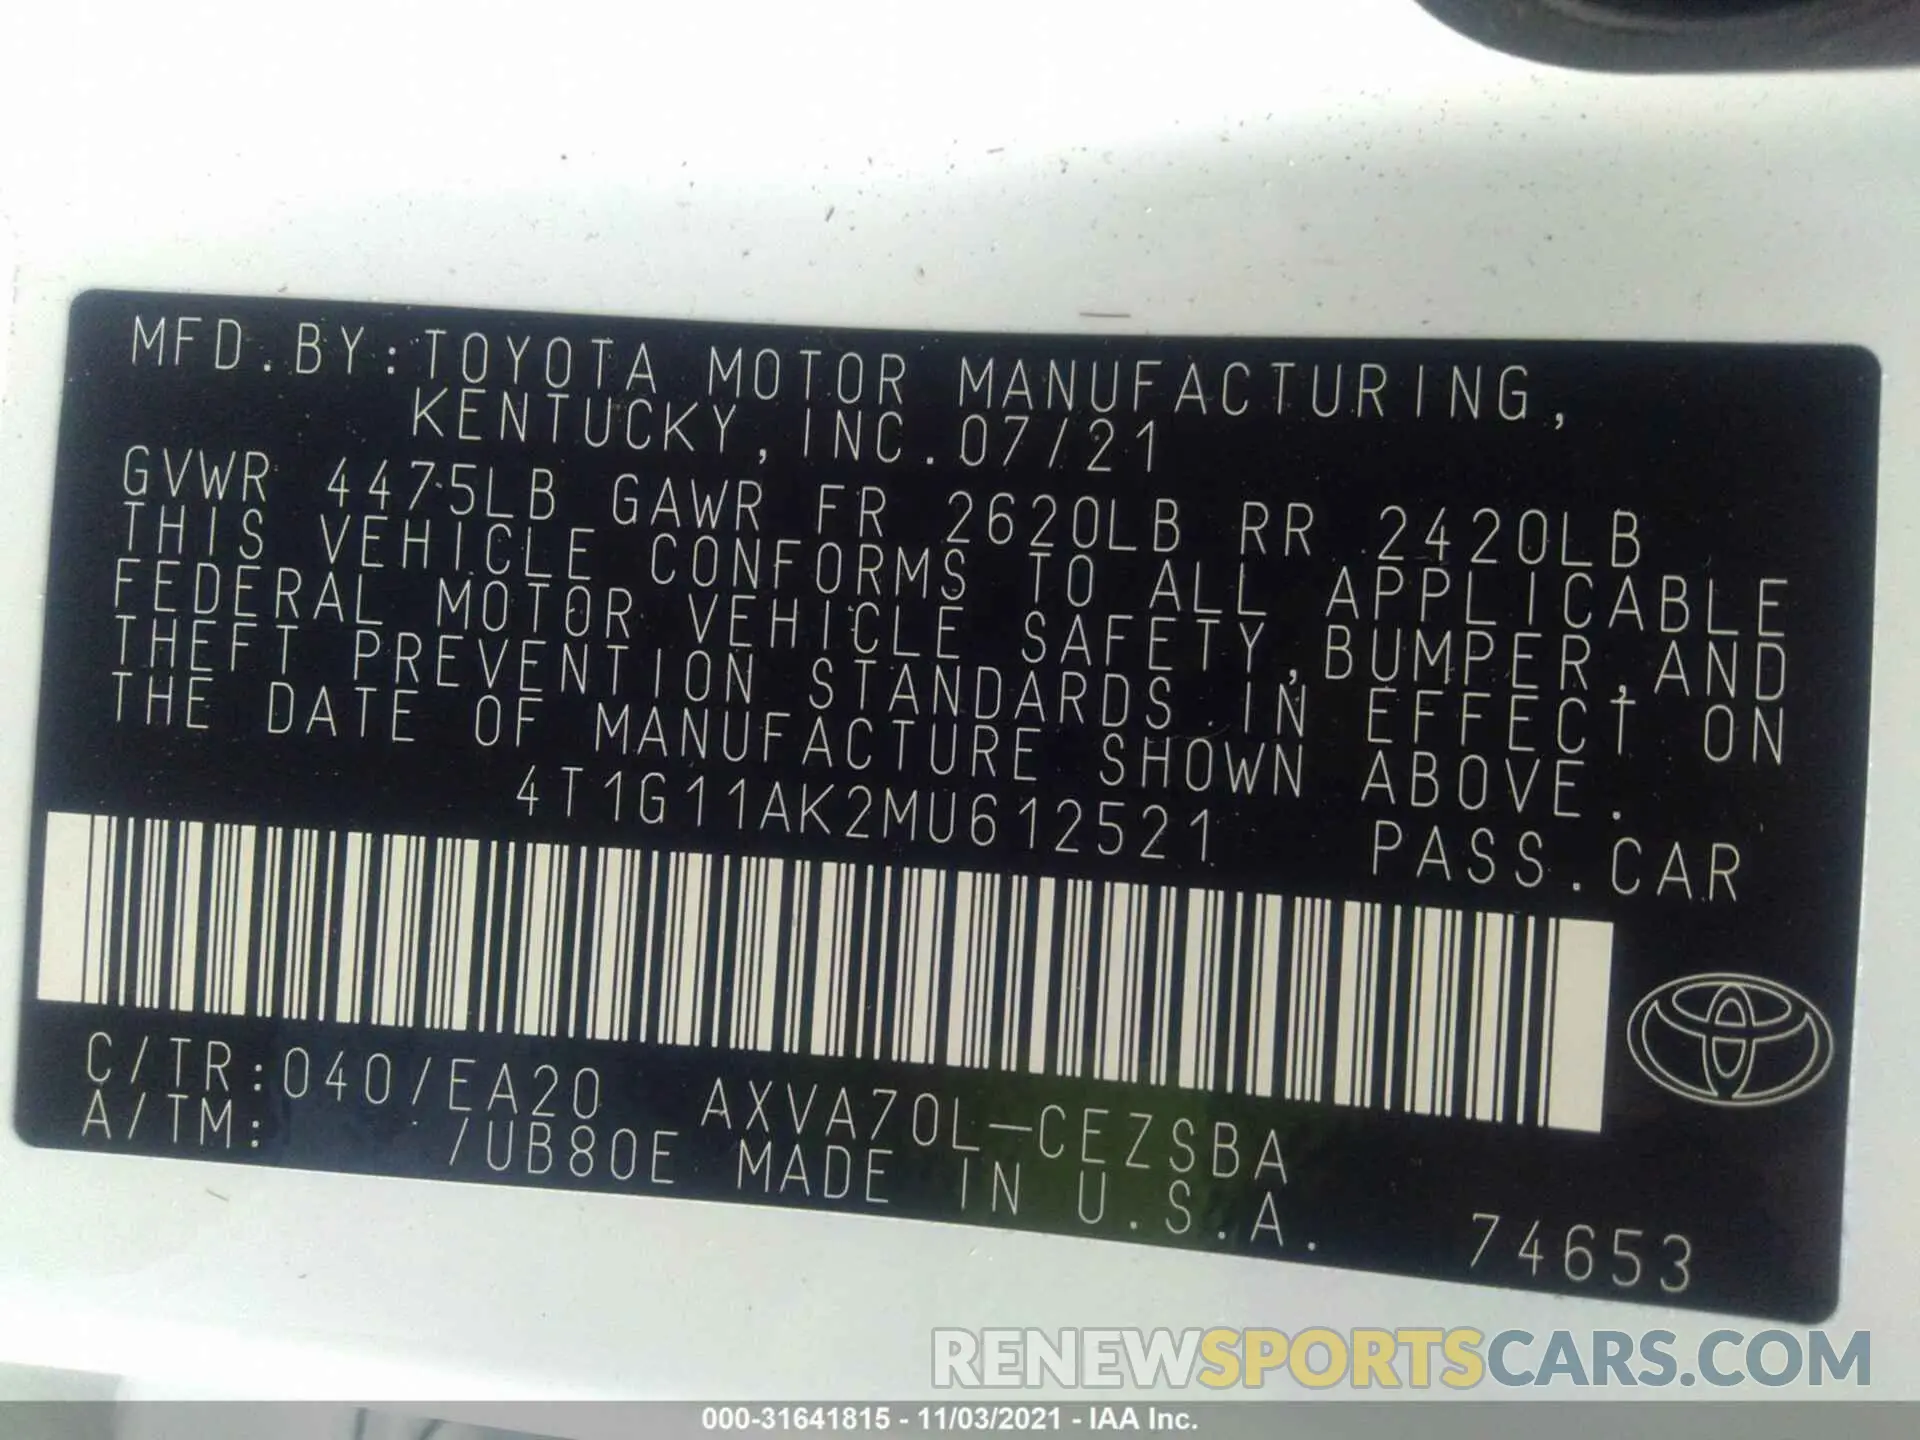 MFD.BY:TOYOTA MOTOR MANUFACTURING,
KENTUCKY,INC.07/21
GVWR 4475LB GAWR FR 2620LB RR 2420LB
THIS VEHICLE CONFORMS TO ALL APPLICABLE
FEDERAL MOTOR VEHICLE SAFETY,BUMPER,AND
THEFT PREVENTION STANDARDS IN EFFECT ON
THE DATE OF MANUFACTURE SHOWN ABOVE.
4T1G11AK2MU612521 PASS.CAR
C/TR:040/EA20 AXVA70L-CEZSBA
A/TM: /UB80E MADE IN U.S.A. 74653
RENEWSPORTSCARS.COM
000-31641815 - 11/03/2021 - IAA Inc.